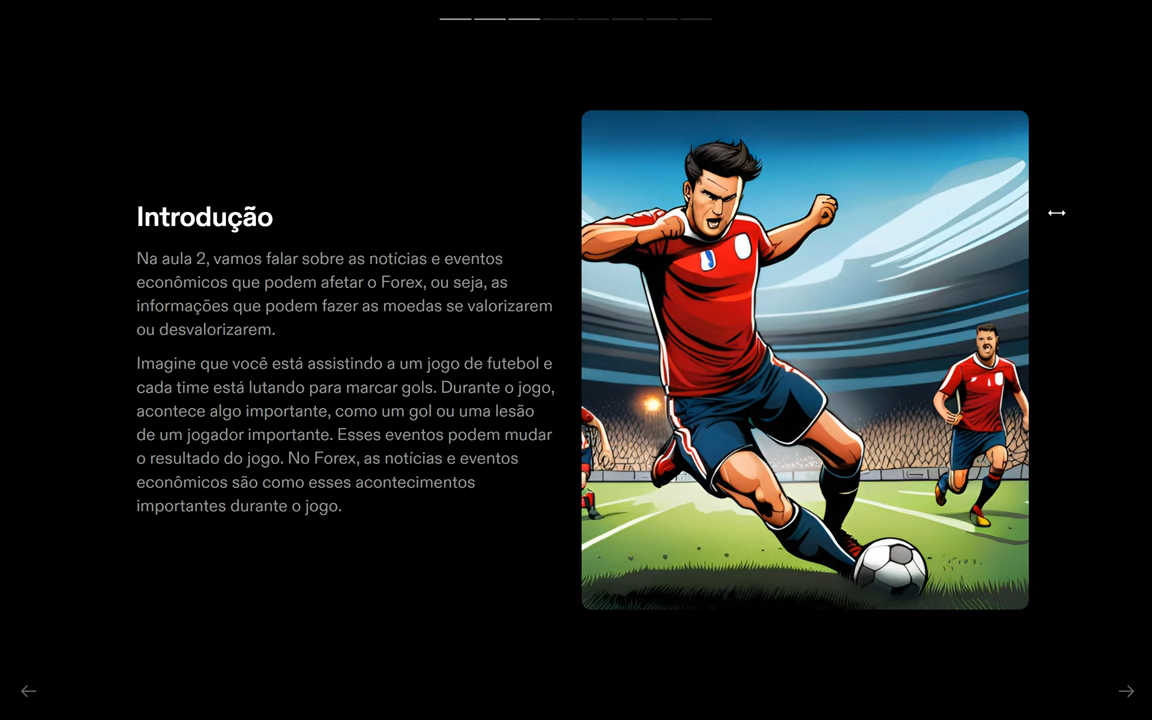 Introdução
Na aula 2, vamos falar sobre as notícias e eventos
econômicos que podem afetar o Forex, ou seja, as
informações que podem fazer as moedas se valorizarem
ou desvalorizarem.
Imagine que você está assistindo a um jogo de futebol e
cada time está lutando para marcar gols. Durante o jogo,
acontece algo importante, como um gol ou uma lesão
de um jogador importante. Esses eventos podem mudar
o resultado do jogo. No Forex, as notícias e eventos
econômicos são como esses acontecimentos
importantes durante o jogo.